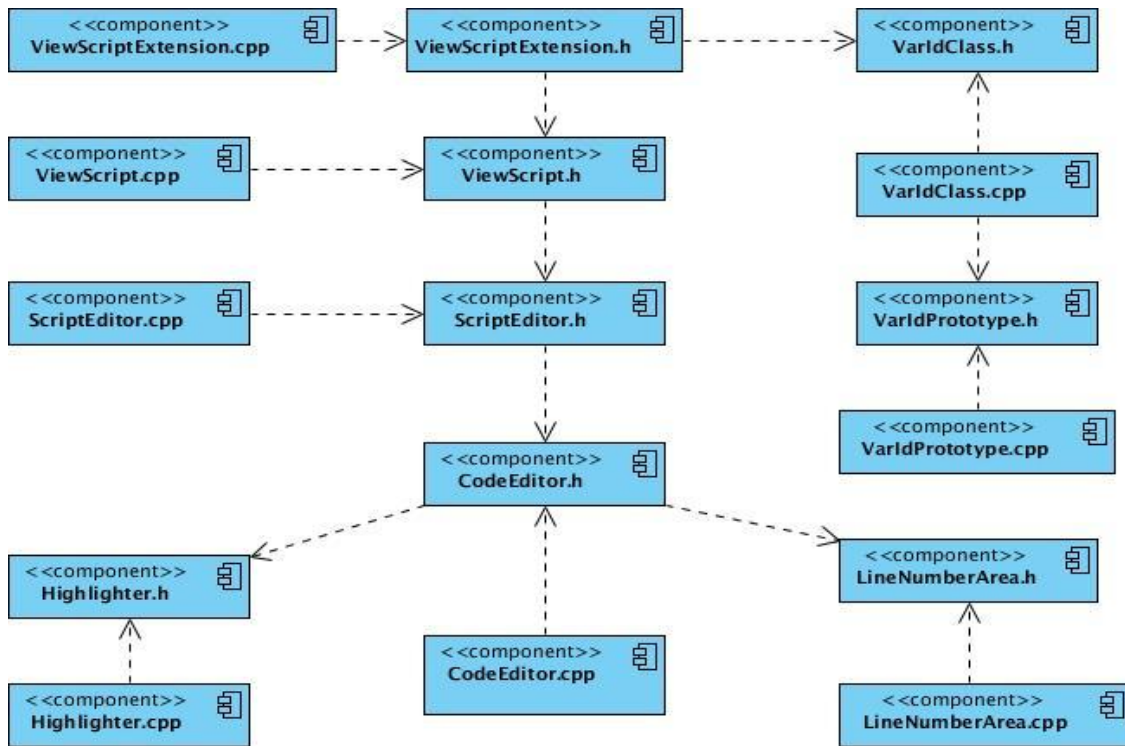 <<component>>
ViewScriptExtension.cpp
<<component>>
ViewScriptExtension.h
<<component>>
VarIdClass.h
<<component>>
ViewScript.cpp
<<component>>
ViewScript.h
<<component>>
VarIdClass.cpp
<<component>>
ScriptEditor.cpp
<<component>>
ScriptEditor.h
<<component>>
VarIdPrototype.h
<<component>>
VarIdPrototype.cpp
<<component>>
CodeEditor.h
<<component>>
Highlighter.h
<<component>>
LineNumberArea.h
<<component>>
CodeEditor.cpp
<<component>>
Highlighter.cpp
<<component>>
LineNumberArea.cpp